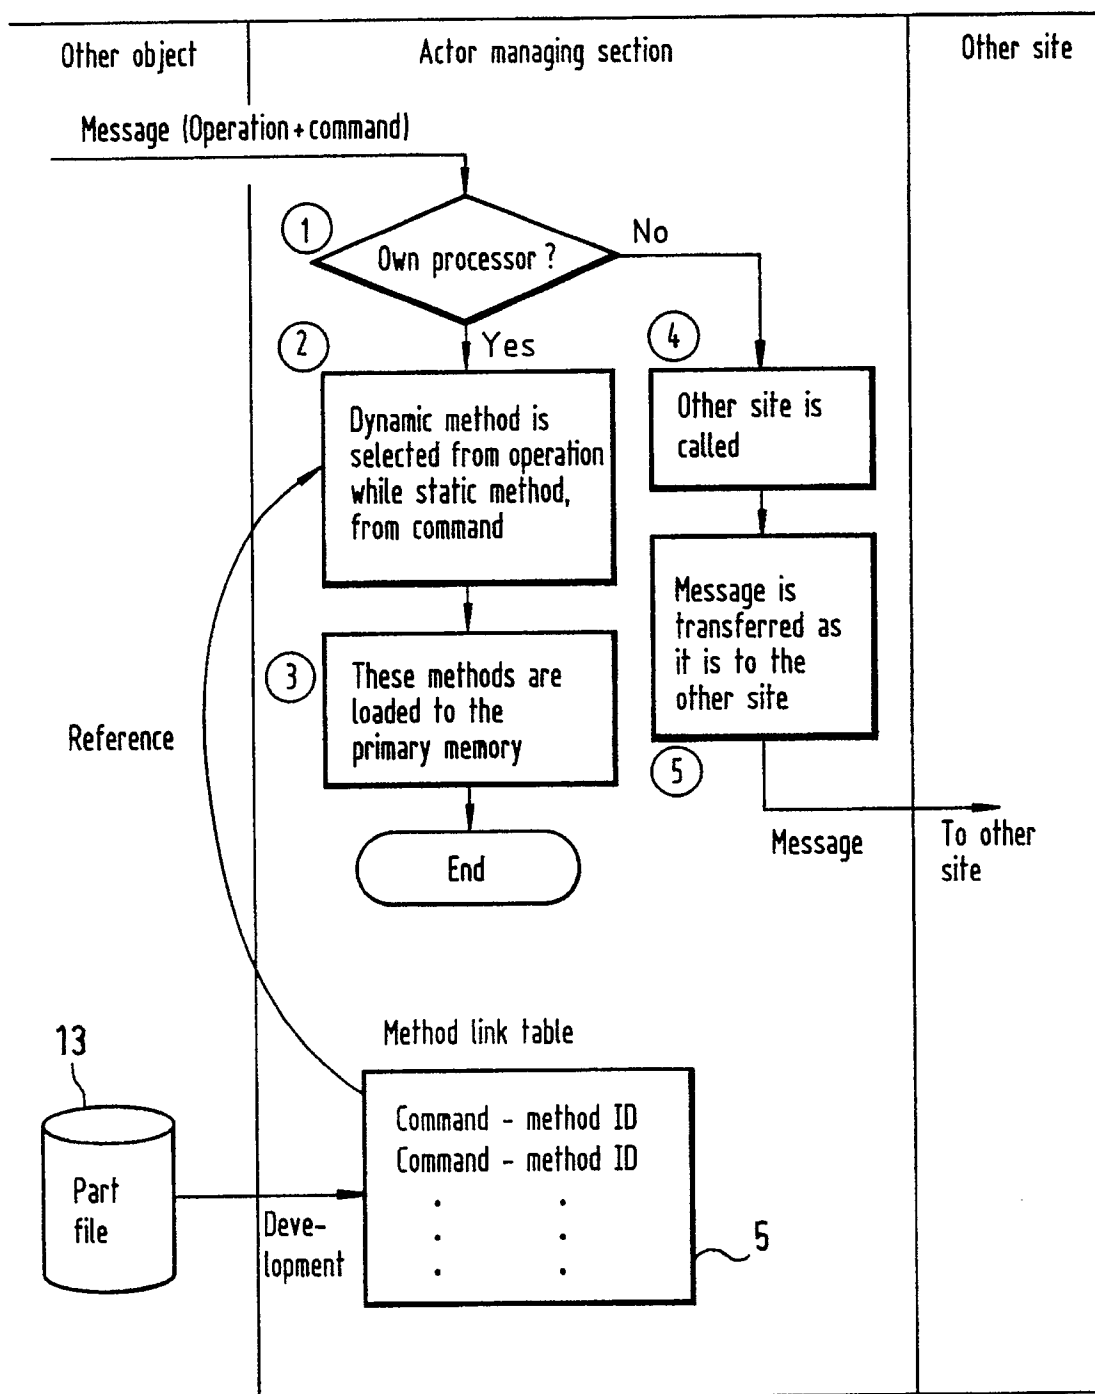 Other object
Actor managing section
Other site
Message (Operation+command)
1
Own processor?
No
Yes
2
Dynamic method is
selected from operation
while static method,
from command
4
Other site is
called
3
These methods are
loaded to the
primary memory
Message is
transferred as
it is to the
other site
5
Reference
End
Message
To other
site
Method link table
13
Command - method ID
Command - method ID
. .
. .
. .
Part
file
Deve-
lopment
5